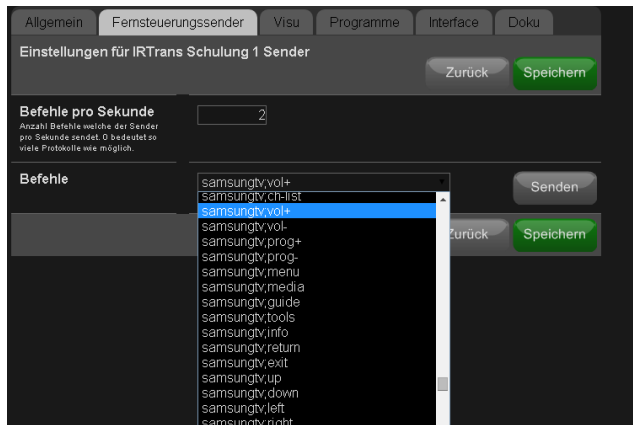 Allgemein Fernsteuerungssender Visu Programme Interface Doku
Einstellungen für IRTrans Schulung 1 Sender
Zurück Speichern
Befehle pro Sekunde 2
Anzahl Befehle welche der Sender
pro Sekunde sendet. 0 bedeutet so
viele Protokolle wie möglich.
Befehle samsungtv;vol+ Senden
samsungtv;ch-list
samsungtv;vol+
samsungtv;vol-
Zurück Speichern
samsungtv;prog+
samsungtv;prog-
samsungtv;menu
samsungtv;media
samsungtv;guide
samsungtv;tools
samsungtv;info
samsungtv;return
samsungtv;exit
samsungtv;up
samsungtv;down
samsungtv;left
samsungtv;right